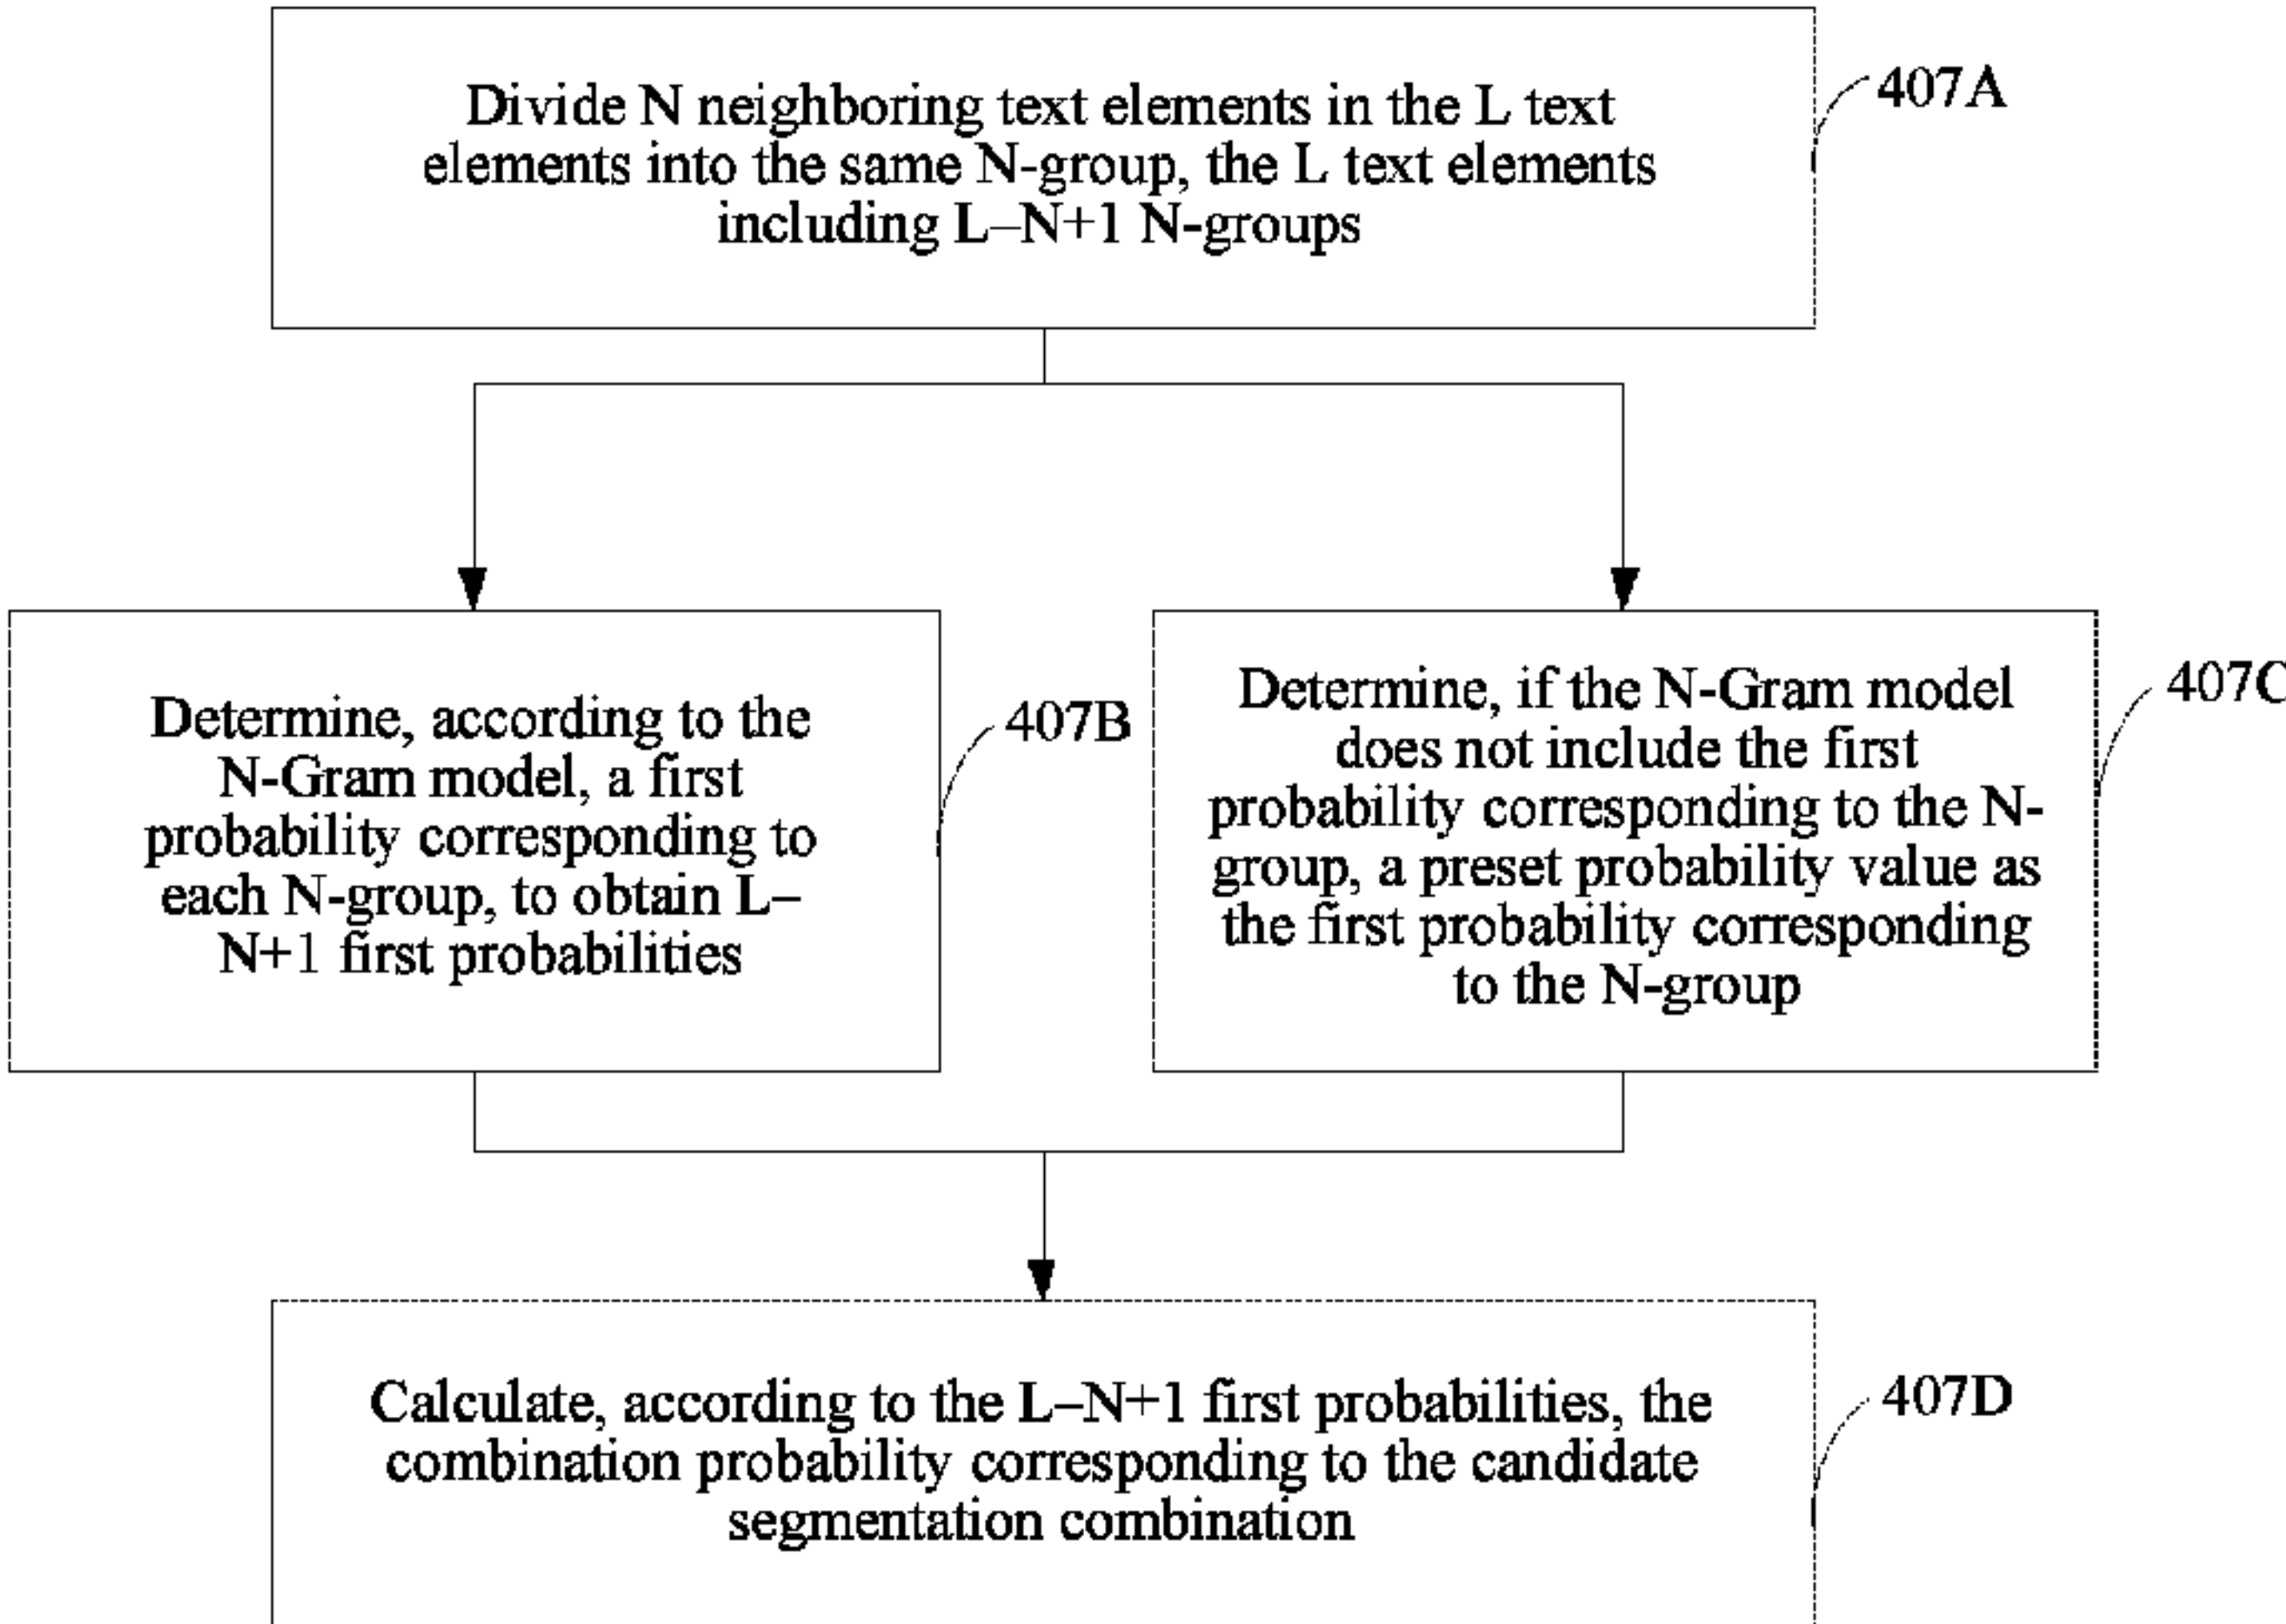 Divide N neighboring text elements in the L text
elements into the same N-group, the L text elements
including L–N+1 N-groups
407A
Determine, according to the
N-Gram model, a first
probability corresponding to
each N-group, to obtain L–
N+1 first probabilities
407B
Determine, if the N-Gram model
does not include the first
probability corresponding to the N-
group, a preset probability value as
the first probability corresponding
to the N-group
407C
Calculate, according to the L–N+1 first probabilities, the
combination probability corresponding to the candidate
segmentation combination
407D